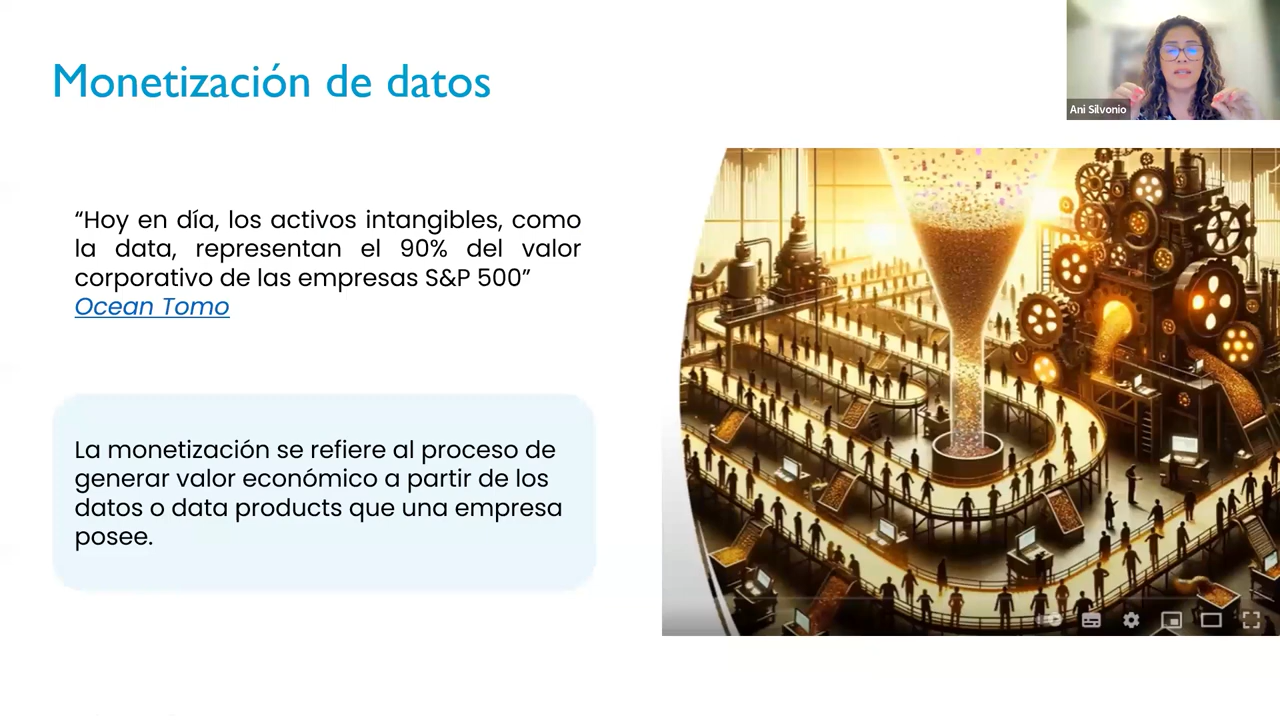 Monetización de datos
Ani Silvonio
“Hoy en día, los activos intangibles, como
la data, representan el 90% del valor
corporativo de las empresas S&P 500”
Ocean Tomo
La monetización se refiere al proceso de
generar valor económico a partir de los
datos o data products que una empresa
posee.